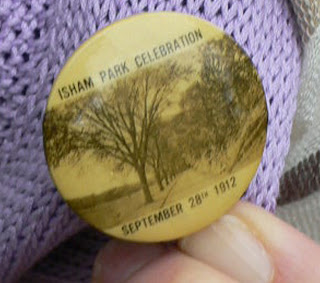 ISHAM PARK CELEBRATION
SEPTEMBER 28TH 1912